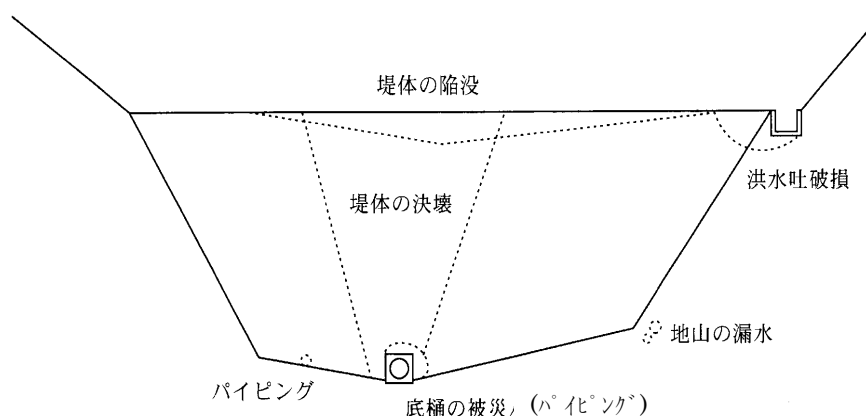 堤体の陥没
洪水吐破損
堤体の決壊
地山の漏水
パイピング
底樋の被災 (パイピング)